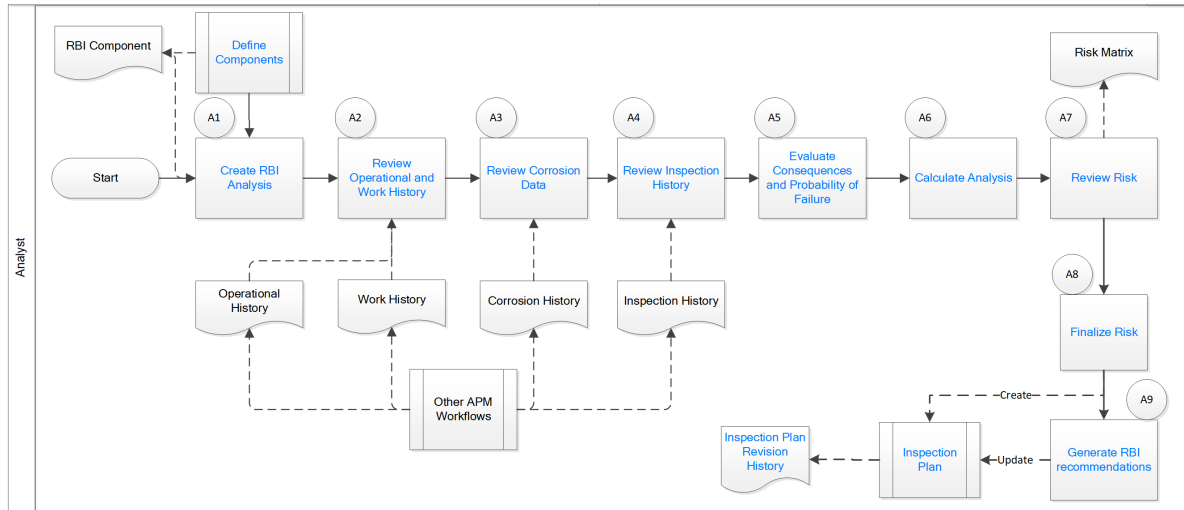 Analyst
RBI Component
Define
Components
Risk Matrix
A1
A2
A3
A4
A5
A6
A7
Start
Create RBI
Analysis
Review
Operational and
Work History
Review Corrosion
Data
Review Inspection
History
Evaluate
Consequences
and Probability of
Failure
Calculate Analysis
Review Risk
Operational
History
Work History
Corrosion History
Inspection History
A8
Finalize Risk
Other APM
Workflows
Create
A9
Inspection Plan
Revision
History
Inspection
Plan
Update
Generate RBI
recommendations